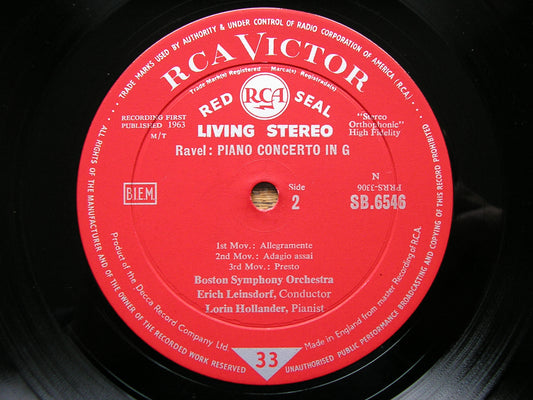 TRADE MARKS USED BY AUTHORITY & UNDER CONTROL OF RADIO CORPORATION OF AMERICA (R.C.A.)
RCA VICTOR
Trade Mark(s) Registered Marca(s) Registrada(s)
RED RCA SEAL
LIVING STEREO
RECORDING FIRST
PUBLISHED 1963
M/T
"Stereo
Orthophonic"
High Fidelity
Ravel: PIANO CONCERTO IN G
B.I.E.M.
Side
2
N
PRRS-3306
SB.6546
1st Mov.: Allegramente
2nd Mov.: Adagio assai
3rd Mov.: Presto
Boston Symphony Orchestra
Erich Leinsdorf, Conductor
Lorin Hollander, Pianist
Product of the Decca Record Company Ltd.
Made in England from master Recording of R.C.A.
33
ALL RIGHTS OF THE MANUFACTURER AND OF THE OWNER OF THE RECORDED WORK RESERVED
UNAUTHORISED PUBLIC PERFORMANCE BROADCASTING AND COPYING OF THIS RECORD PROHIBITED